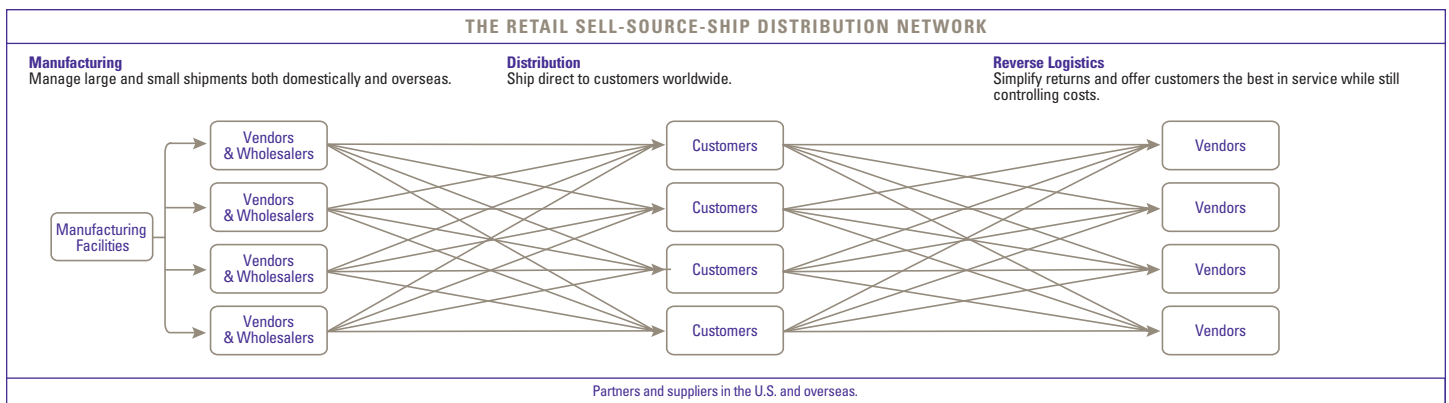 THE RETAIL SELL-SOURCE-SHIP DISTRIBUTION NETWORK
Manufacturing
Manage large and small shipments both domestically and overseas.
Distribution
Ship direct to customers worldwide.
Reverse Logistics
Simplify returns and offer customers the best in service while still
controlling costs.
Manufacturing
Facilities
Vendors
& Wholesalers
Vendors
& Wholesalers
Vendors
& Wholesalers
Vendors
& Wholesalers
Customers
Customers
Customers
Customers
Vendors
Vendors
Vendors
Vendors
Partners and suppliers in the U.S. and overseas.